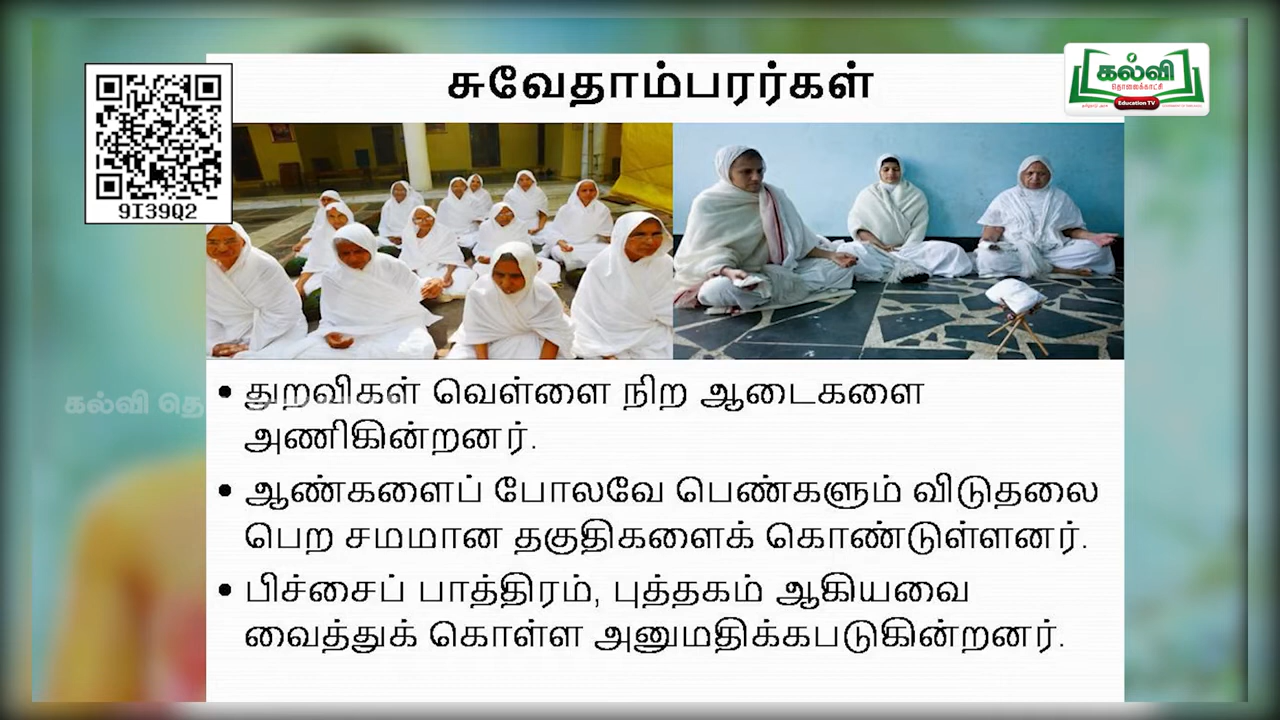 சுவேதாம்பரர்கள்
கல்வி
தொலைக்காட்சி
Education TV
9I39Q2
கல்வி தொ
• துறவிகள் வெள்ளை நிற ஆடைகளை
அணிகின்றனர்.
• ஆண்களைப் போலவே பெண்களும் விடுதலை
பெற சமமான தகுதிகளைக் கொண்டுள்ளனர்.
• பிச்சைப் பாத்திரம், புத்தகம் ஆகியவை
வைத்துக் கொள்ள அனுமதிக்கபடுகின்றனர்.